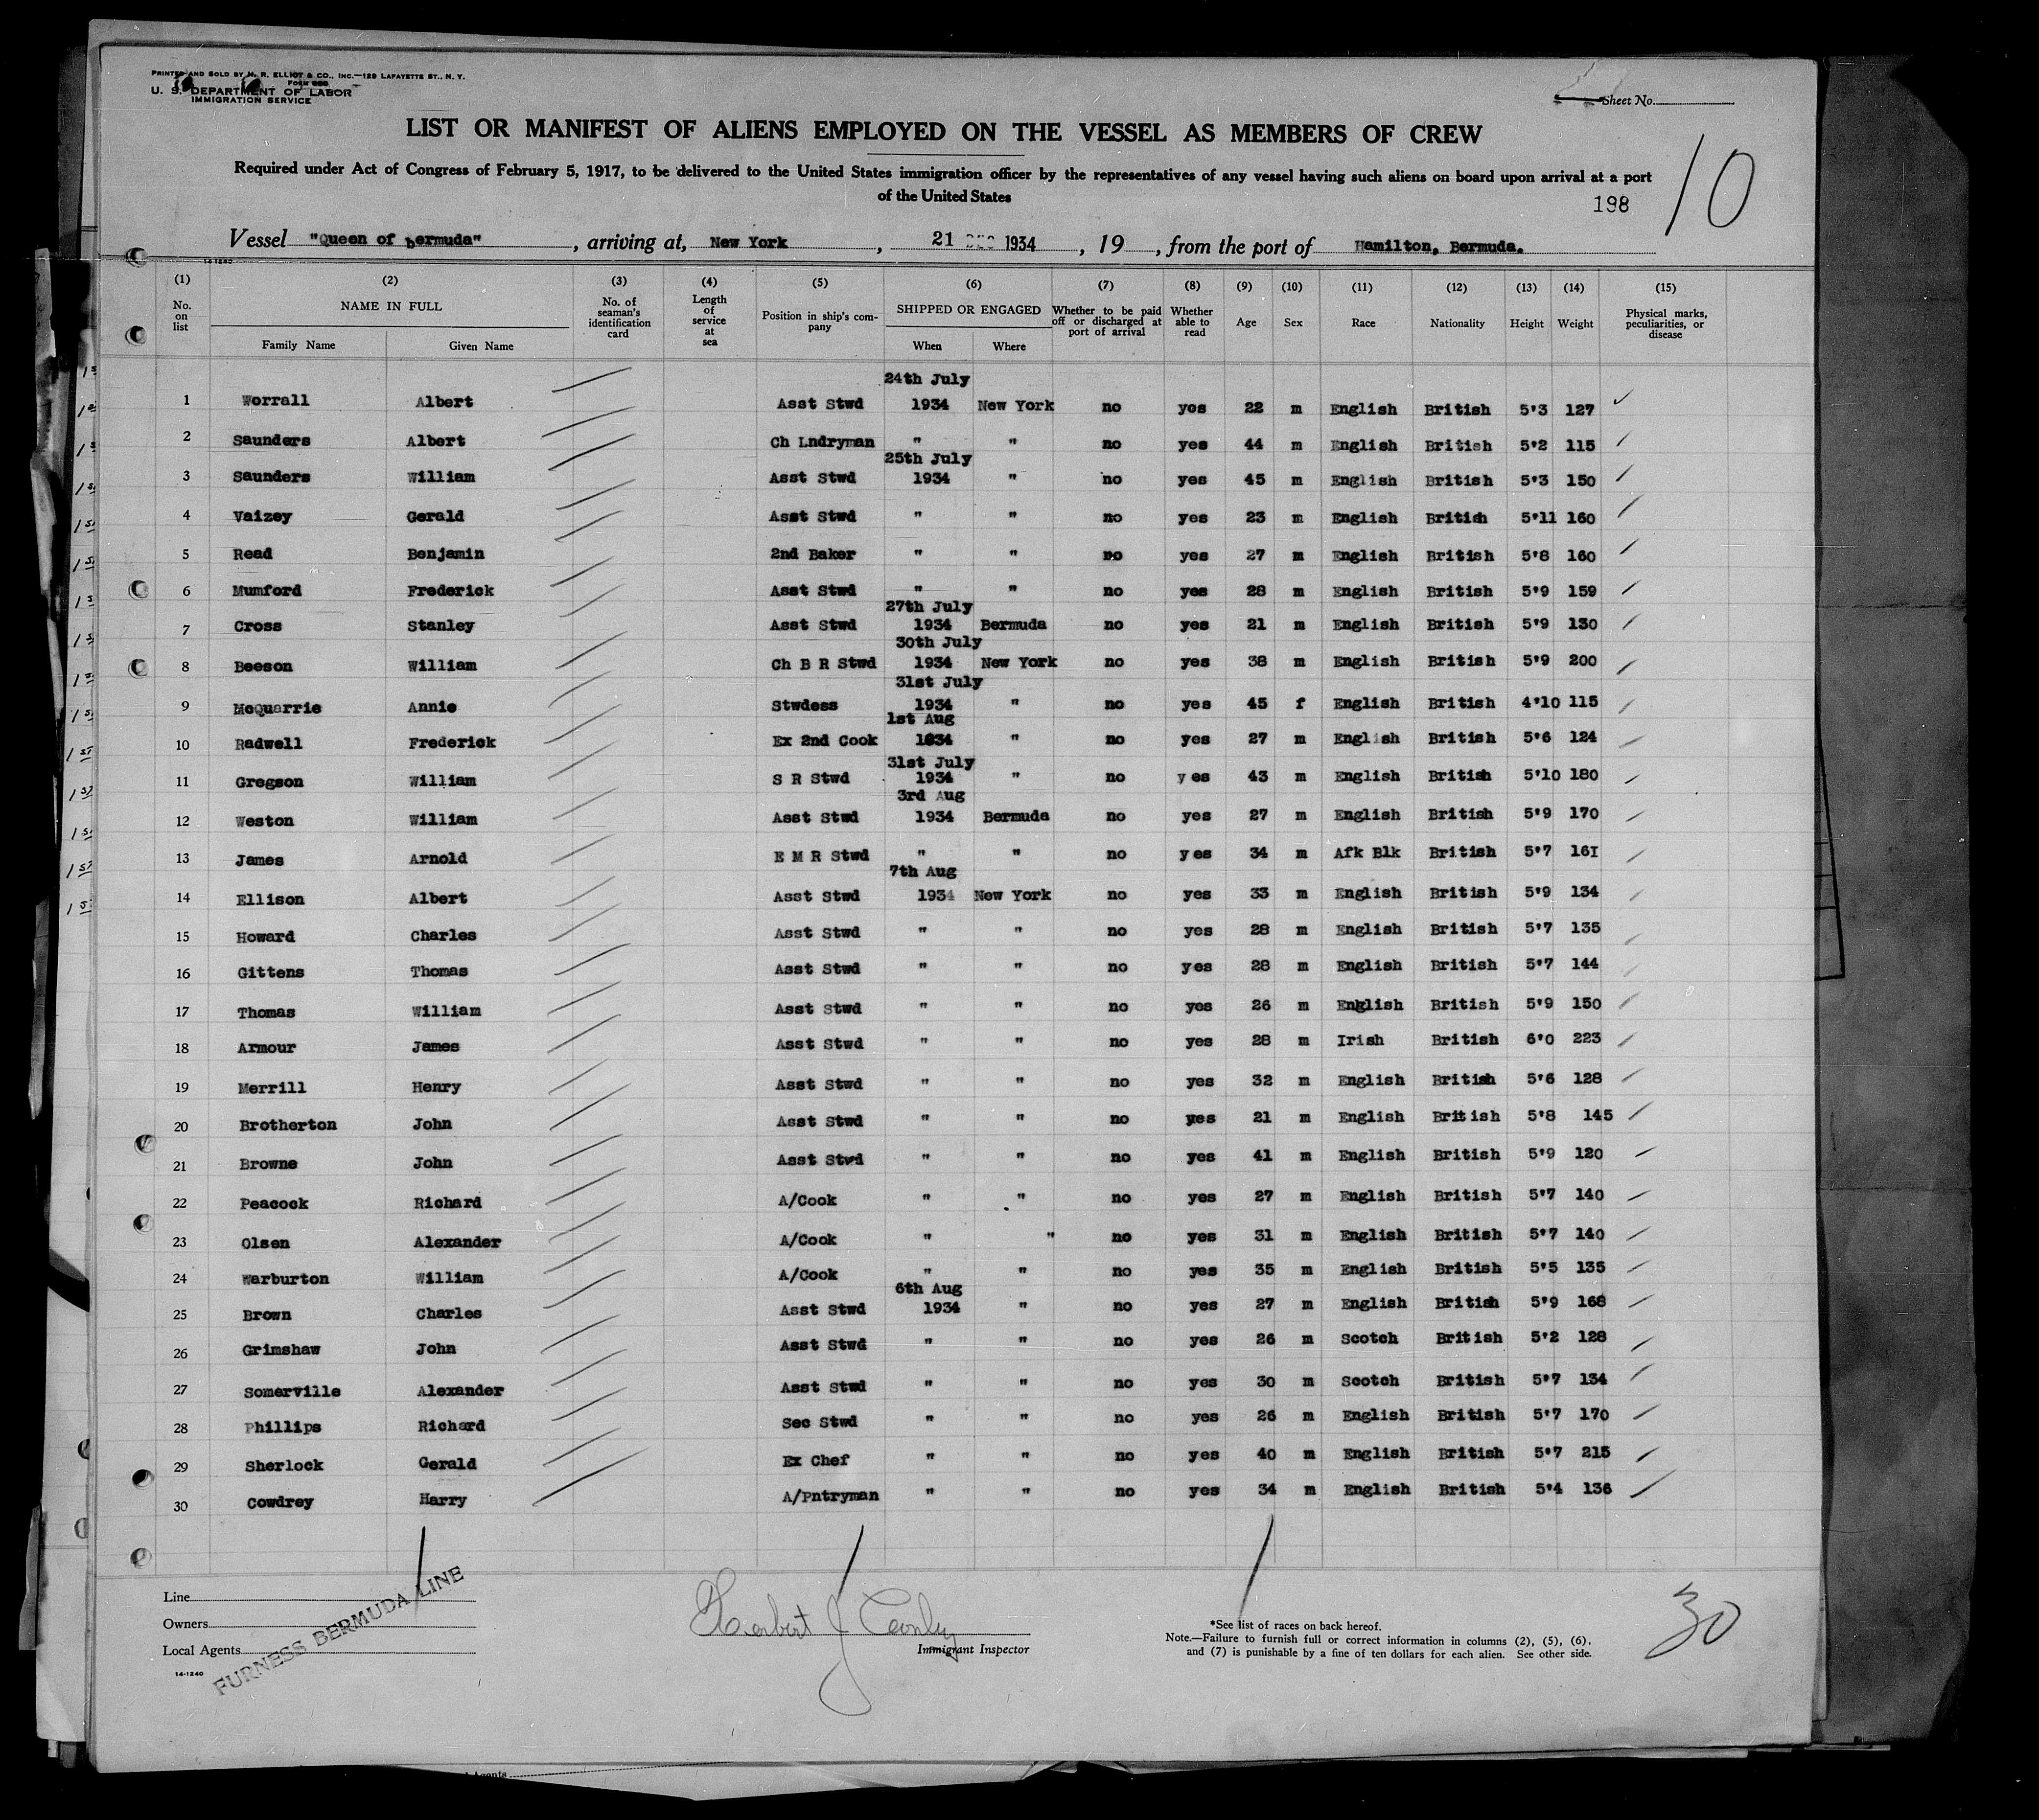 PRINTED AND SOLD BY N. R. ELLIOT & CO., INC.—129 LAFAYETTE ST., N. Y.
U. S. DEPARTMENT OF LABOR
IMMIGRATION SERVICE
Sheet No.
LIST OR MANIFEST OF ALIENS EMPLOYED ON THE VESSEL AS MEMBERS OF CREW
10
Required under Act of Congress of February 5, 1917, to be delivered to the United States immigration officer by the representatives of any vessel having such aliens on board upon arrival at a port
of the United States
198
Vessel "Queen of bermuda", arriving at, New York, 21 DEC 1934, 19, from the port of Hamilton, Bermuda.
14-1240
(1) (2) (3) (4) (5) (6) (7) (8) (9) (10) (11) (12) (13) (14) (15)
No. on list NAME IN FULL No. of seaman's identification card Length of service at sea Position in ship's company SHIPPED OR ENGAGED Whether to be paid off or discharged at port of arrival Whether able to read Age Sex Race Nationality Height Weight Physical marks, peculiarities, or disease
Family Name Given Name When Where
24th July
1 Worrall Albert Asst Stwd 1934 New York no yes 22 m English British 5'3 127
2 Saunders Albert Ch Lndryman " " no yes 44 m English British 5'2 115
25th July
3 Saunders William Asst Stwd 1934 " no yes 45 m English British 5'3 150
4 Vaizey Gerald Asst Stwd " " no yes 23 m English British 5'11 160
5 Read Benjamin 2nd Baker " " no yes 27 m English British 5'8 160
6 Mumford Frederick Asst Stwd " " no yes 28 m English British 5'9 159
27th July
7 Cross Stanley Asst Stwd 1934 Bermuda no yes 21 m English British 5'9 130
30th July
8 Beeson William Ch B R Stwd 1934 New York no yes 38 m English British 5'9 200
31st July
9 McQuarrie Annie Stwdess 1934 " no yes 45 f English British 4'10 115
1st Aug
10 Radwell Frederick Ex 2nd Cook 1934 " no yes 27 m English British 5'6 124
31st July
11 Gregson William S R Stwd 1934 " no y es 43 m English British 5'10 180
3rd Aug
12 Weston William Asst Stwd 1934 Bermuda no yes 27 m English British 5'9 170
13 James Arnold E M R Stwd " " no yes 34 m Afk Blk British 5'7 16I
7th Aug
14 Ellison Albert Asst Stwd 1934 New York no yes 33 m English British 5'9 134
15 Howard Charles Asst Stwd " " no yes 28 m English British 5'7 135
16 Gittens Thomas Asst Stwd " " no yes 28 m English British 5'7 144
17 Thomas William Asst Stwd " " no yes 26 m English British 5'9 150
18 Armour James Asst Stwd " " no yes 28 m Irish British 6'0 223
19 Merrill Henry Asst Stwd " " no yes 32 m English British 5'6 128
20 Brotherton John Asst Stwd " " no yes 21 m English British 5'8 145
21 Browne John Asst Stwd " " no yes 41 m English British 5'9 120
22 Peacock Richard A/Cook " " no yes 27 m English British 5'7 140
23 Olsen Alexander A/Cook " " no yes 31 m English British 5'7 140
24 Warburton William A/Cook " " no yes 35 m English British 5'5 135
6th Aug
25 Brown Charles Asst Stwd 1934 " no yes 27 m English British 5'9 168
26 Grimshaw John Asst Stwd " " no yes 26 m Scotch British 5'2 128
27 Somerville Alexander Asst Stwd " " no yes 30 m Scotch British 5'7 134
28 Phillips Richard Sec Stwd " " no yes 26 m English British 5'7 170
29 Sherlock Gerald Ex Chef " " no yes 40 m English British 5'7 215
30 Cowdrey Harry A/Pntryman " " no yes 34 m English British 5'4 136
Line
Owners
Local Agents
FURNESS BERMUDA LINE
14-1240
Herbert J
Immigrant Inspector
*See list of races on back hereof.
Note.—Failure to furnish full or correct information in columns (2), (5), (6), and (7) is punishable by a fine of ten dollars for each alien. See other side.
30